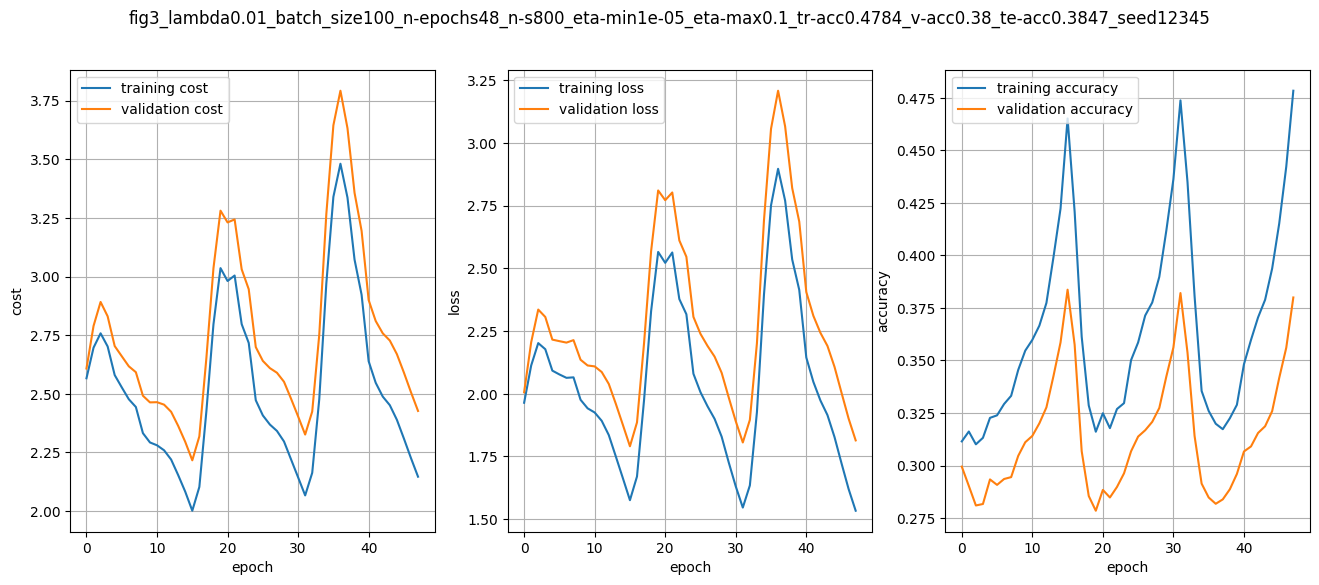 fig3_lambda0.01_batch_size100_n-epochs48_n-s800_eta-min1e-05_eta-max0.1_tr-acc0.4784_v-acc0.38_te-acc0.3847_seed12345
training cost
validation cost
3.75
3.50
3.25
3.00
2.75
2.50
2.25
2.00
cost
0 10 20 30 40
epoch
training loss
validation loss
3.25
3.00
2.75
2.50
2.25
2.00
1.75
1.50
loss
0 10 20 30 40
epoch
training accuracy
validation accuracy
0.475
0.450
0.425
0.400
0.375
0.350
0.325
0.300
0.275
accuracy
0 10 20 30 40
epoch